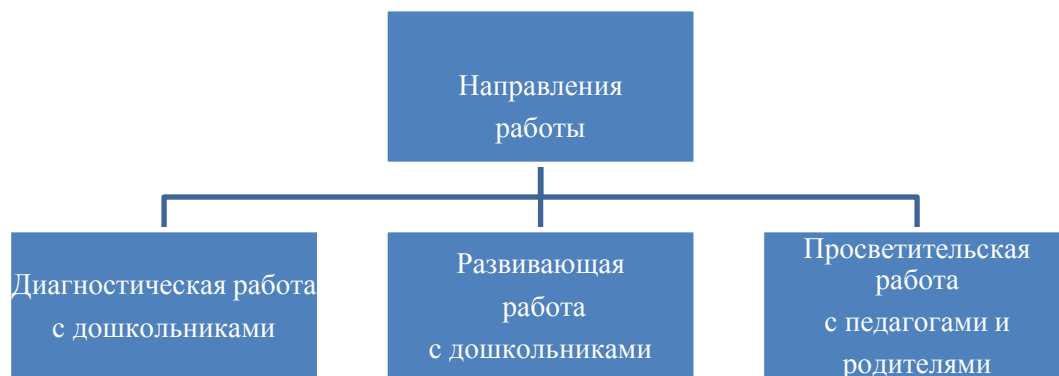 Направления
работы
Диагностическая работа
с дошкольниками
Развивающая
работа
с дошкольниками
Просветительская
работа
с педагогами и
родителями